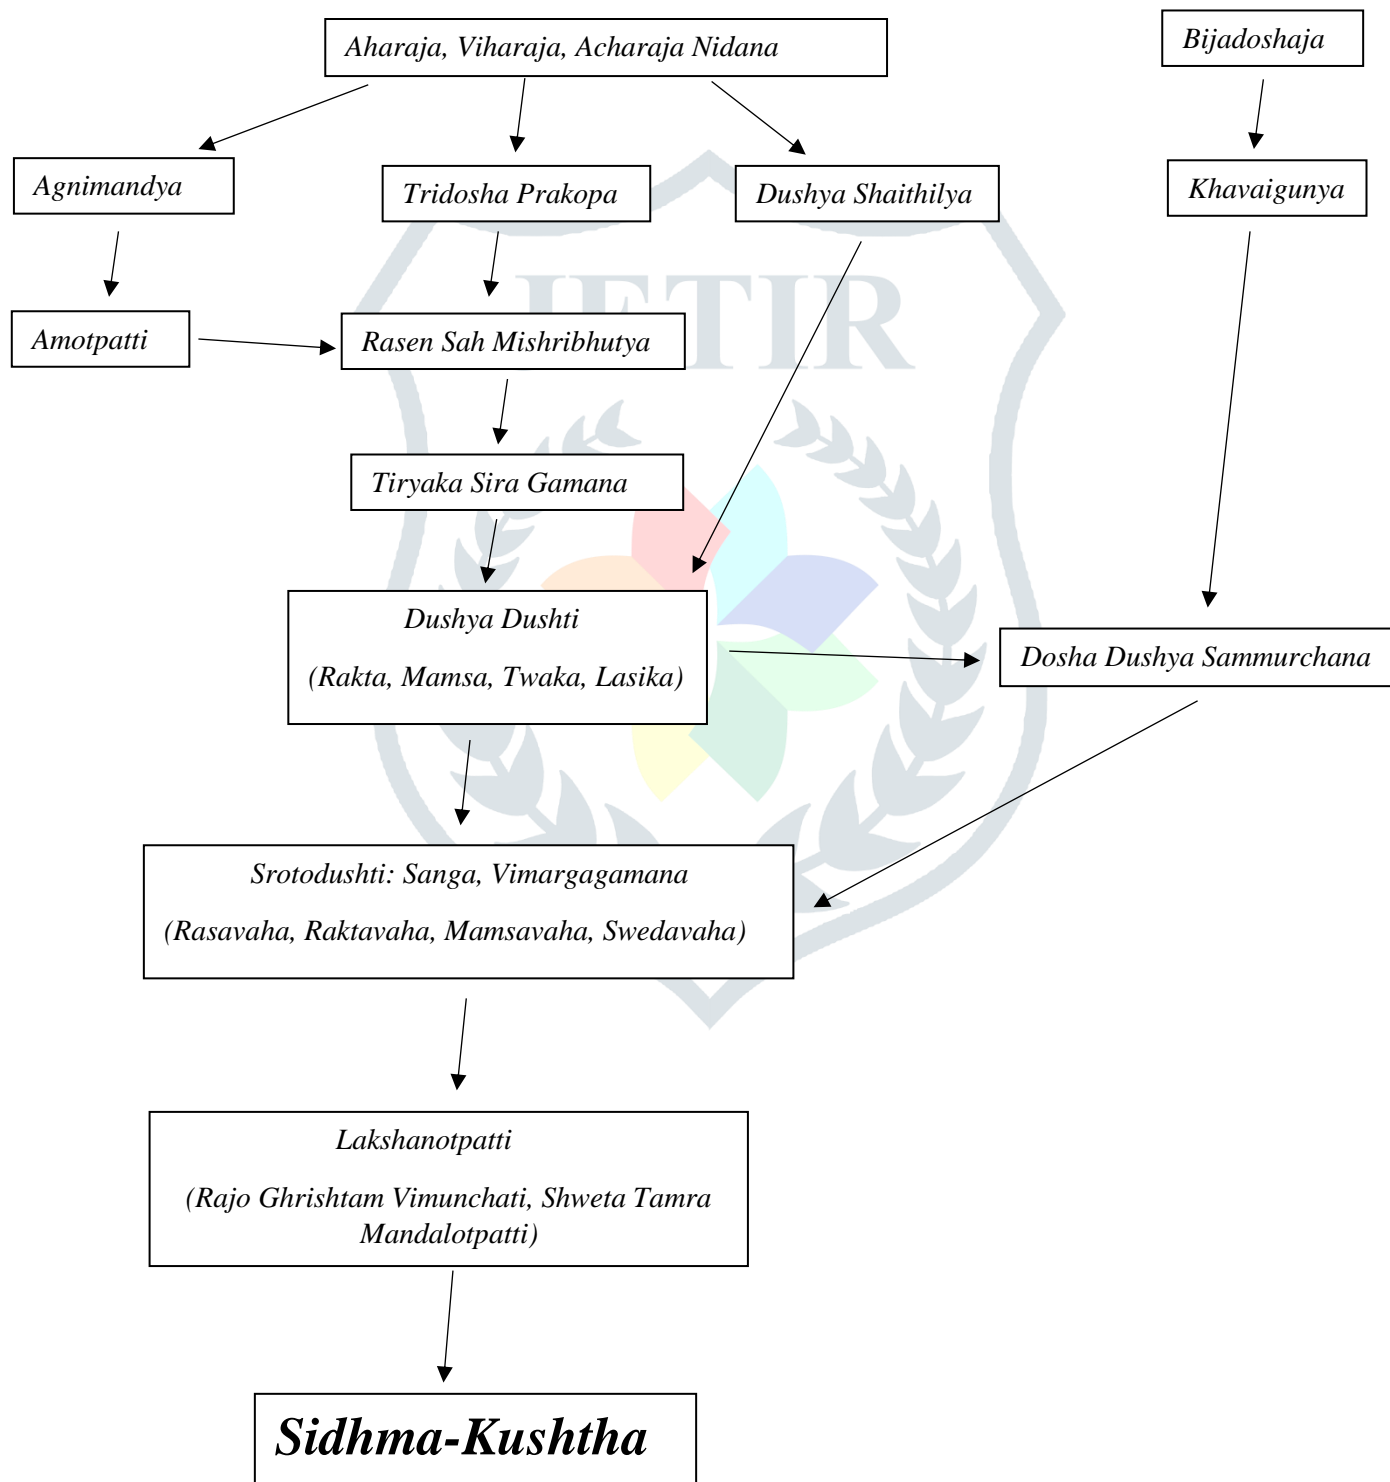 Aharaja, Viharaja, Acharaja Nidana
Bijadoshaja
Agnimandya
Tridosha Prakopa
Dushya Shaithilya
Khavaigunya
JETIR
Amotpatti
Rasen Sah Mishribhutya
Tiryaka Sira Gamana
Dushya Dushti
(Rakta, Mamsa, Twaka, Lasika)
Dosha Dushya Sammurchana
Srotodushti: Sanga, Vimargagamana
(Rasavaha, Raktavaha, Mamsavaha, Swedavaha)
Lakshanotpatti
(Rajo Ghrishtam Vimunchati, Shweta Tamra
Mandalotpatti)
Sidhma-Kushtha